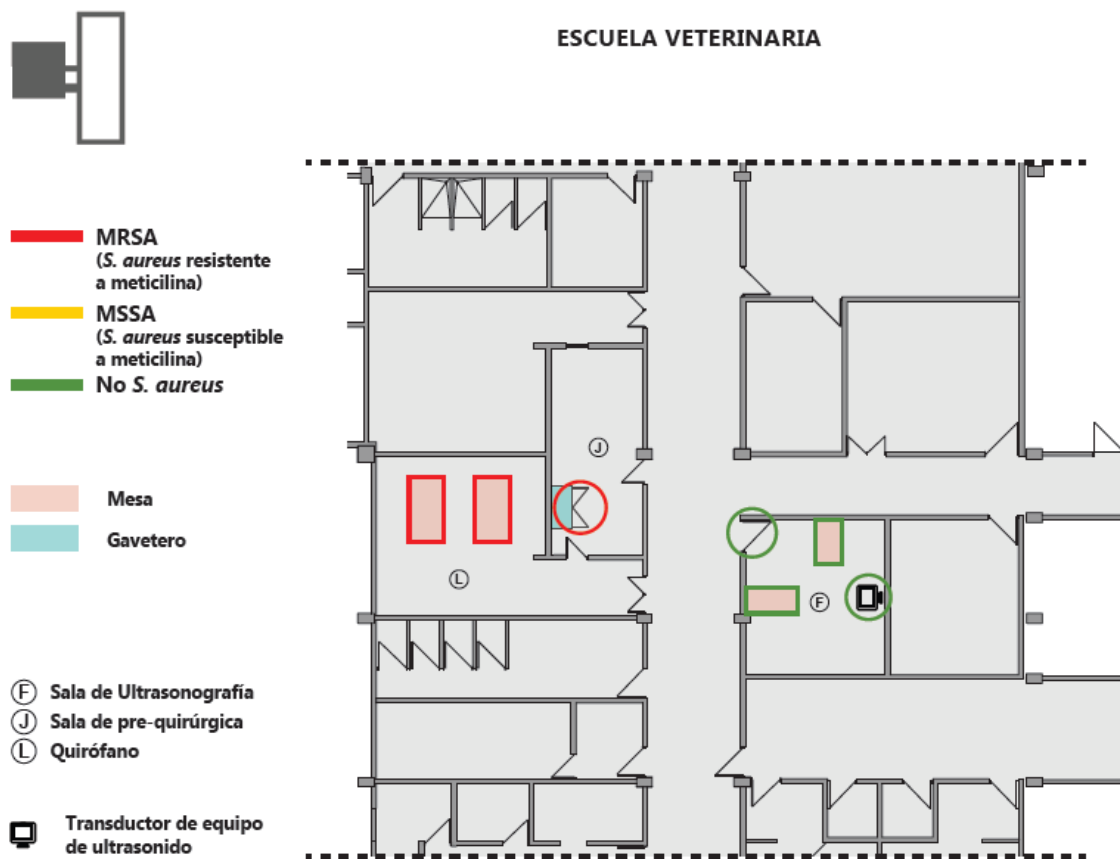 ESCUELA VETERINARIA
MRSA
(S. aureus resistente
a meticilina)
MSSA
(S. aureus susceptible
a meticilina)
No S. aureus
Mesa
Gavetero
F Sala de Ultrasonografía
J Sala de pre-quirúrgica
L Quirófano
Transductor de equipo
de ultrasonido
J
L
F